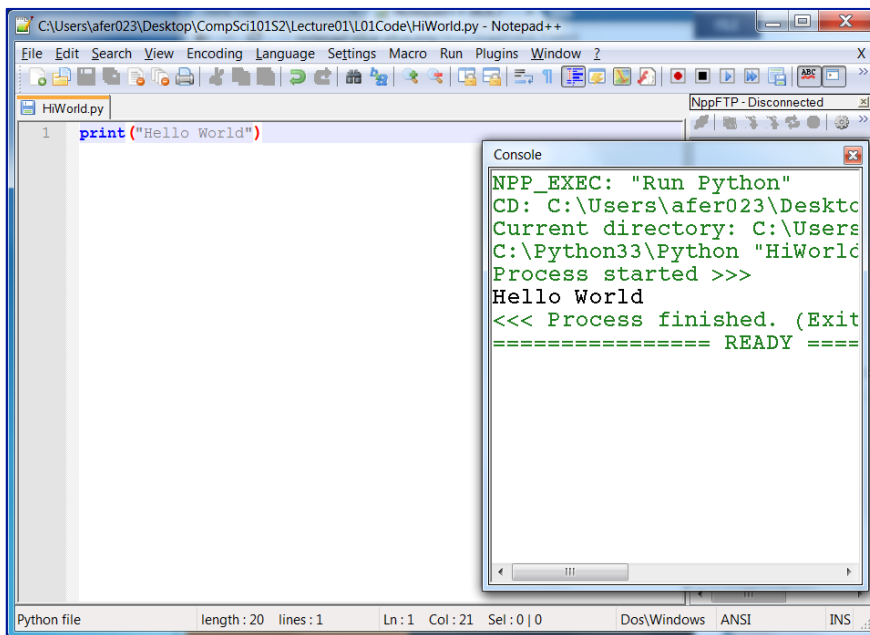 C:\Users\afer023\Desktop\CompSci101S2\Lecture01\L01Code\HiWorld.py - Notepad++
File Edit Search View Encoding Language Settings Macro Run Plugins Window ? X
ABC
HiWorld.py
NppFTP - Disconnected
1 print("Hello World")
Console
NPP_EXEC: "Run Python"
CD: C:\Users\afer023\Deskto
Current directory: C:\Users
C:\Python33\Python "HiWorld
Process started >>>
Hello World
<<< Process finished. (Exit
================ READY ====
Python file length : 20 lines : 1 Ln : 1 Col : 21 Sel : 0 | 0 Dos\Windows ANSI INS